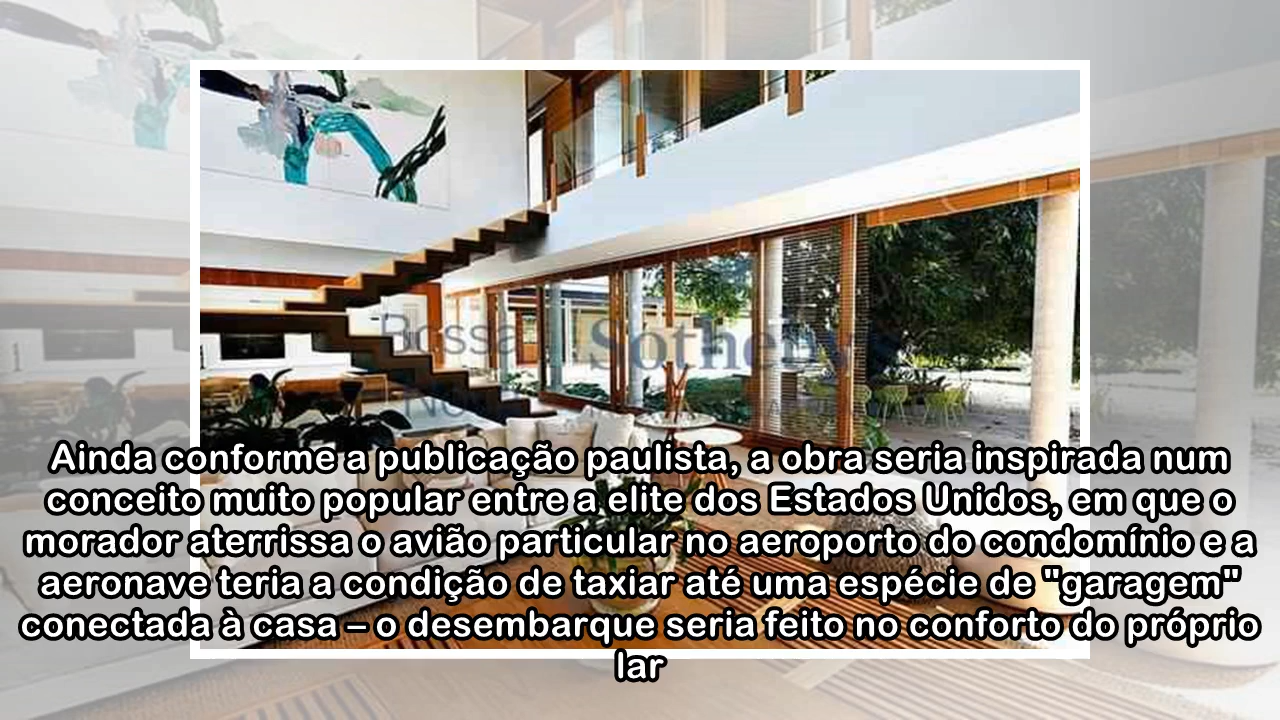 Bossa
Sotheby's
Ainda conforme a publicação paulista, a obra seria inspirada num
conceito muito popular entre a elite dos Estados Unidos, em que o
morador aterrissa o avião particular no aeroporto do condomínio e a
aeronave teria a condição de taxiar até uma espécie de "garagem"
conectada à casa – o desembarque seria feito no conforto do próprio
lar